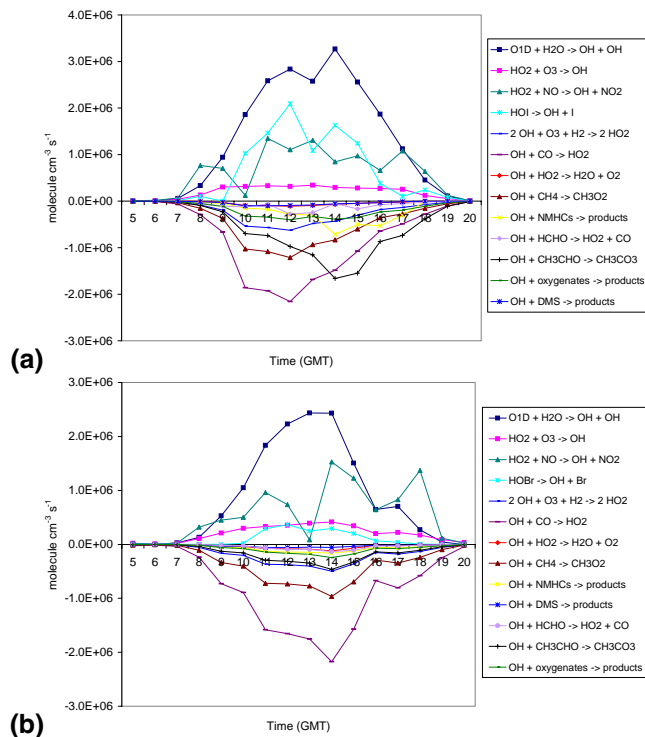 (a)
4.0E+06
3.0E+06
2.0E+06
1.0E+06
0.0E+00
-1.0E+06
-2.0E+06
-3.0E+06
molecule cm-3 s-1
5 6 7 8 9 10 11 12 13 14 15 16 17 18 19 20
Time (GMT)
O1D + H2O -> OH + OH
HO2 + O3 -> OH
HO2 + NO -> OH + NO2
HOI -> OH + I
2 OH + O3 + H2 -> 2 HO2
OH + CO -> HO2
OH + HO2 -> H2O + O2
OH + CH4 -> CH3O2
OH + NMHCs -> products
OH + HCHO -> HO2 + CO
OH + CH3CHO -> CH3CO3
OH + oxygenates -> products
OH + DMS -> products
(b)
3.0E+06
2.0E+06
1.0E+06
0.0E+00
-1.0E+06
-2.0E+06
-3.0E+06
molecule cm-3 s-1
5 6 7 8 9 10 11 12 13 14 15 16 17 18 19 20
Time (GMT)
O1D + H2O -> OH + OH
HO2 + O3 -> OH
HO2 + NO -> OH + NO2
HOBr -> OH + Br
2 OH + O3 + H2 -> 2 HO2
OH + CO -> HO2
OH + HO2 -> H2O + O2
OH + CH4 -> CH3O2
OH + NMHCs -> products
OH + DMS -> products
OH + HCHO -> HO2 + CO
OH + CH3CHO -> CH3CO3
OH + oxygenates -> products